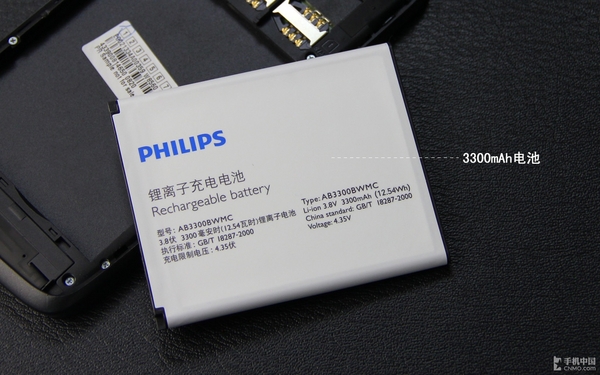 PHILIPS
锂离子充电电池
Rechargeable battery
型号: AB3300BWMC
3.8伏 3300 毫安时(12.54瓦时)锂离子电池
执行标准: GB/T 18287-2000
充电限制电压: 4.35伏
Type: AB3300BWMC
Li-ion 3.8V 3300mAh (12.54Wh)
China standard: GB/T 18287-2000
Voltage: 4.35V
3300mAh电池
手机中国
CNMO.COM